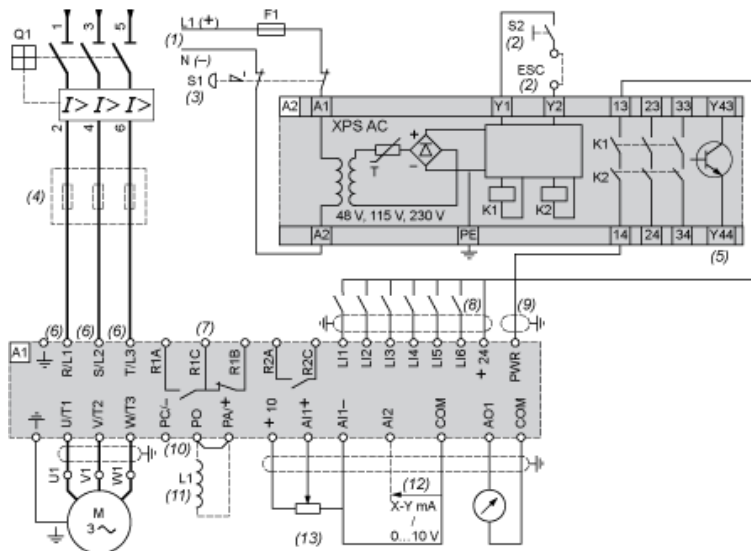 1 3 5
L1 (+) F1
Q1
(1)
N (–)
S1
(3)
S2
(2)
ESC
(2)
I> I> I>
2 4 6
A2 A1 Y1 Y2 13 23 33 Y43
XPS AC
+
–
T
K1
K2
K1 K2
48 V, 115 V, 230 V
A2 PE 14 24 34 Y44
(4)
(5)
(6) (6) (6) (7) (8) (9)
A1
R/L1 S/L2 T/L3 R1A R1C R1B R2A R2C LI1 LI2 LI3 LI4 LI5 LI6 + 24 PWR
U/T1 V/T2 W/T3 PC/– PO PA/+ + 10 AI1+ AI1– AI2 COM AO1 COM
(10)
U1 V1 W1
L1
(11)
(12)
X-Y mA
/
0...10 V
M
3~
(13)